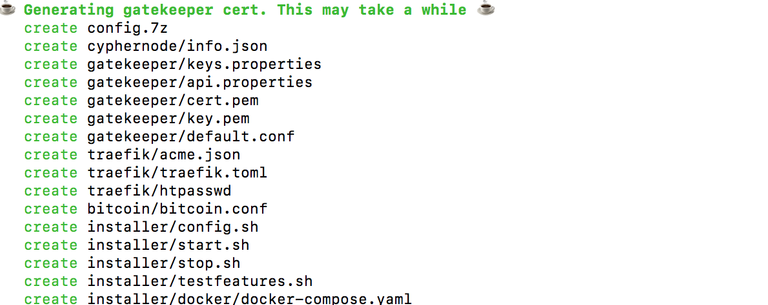 ☕ Generating gatekeeper cert. This may take a while ☕
create config.7z
create cyphernode/info.json
create gatekeeper/keys.properties
create gatekeeper/api.properties
create gatekeeper/cert.pem
create gatekeeper/key.pem
create gatekeeper/default.conf
create traefik/acme.json
create traefik/traefik.toml
create traefik/htpasswd
create bitcoin/bitcoin.conf
create installer/config.sh
create installer/start.sh
create installer/stop.sh
create installer/testfeatures.sh
create installer/docker/docker-compose.yaml